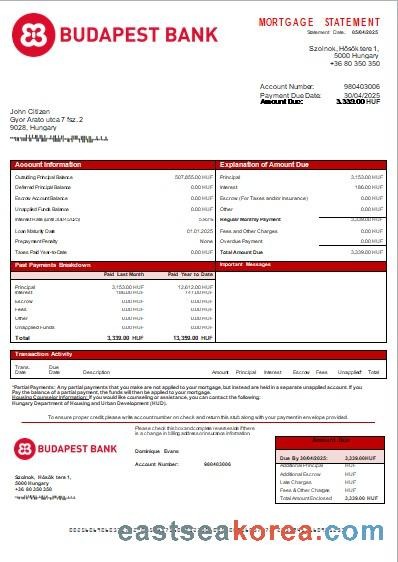 BUDAPEST BANK
MORTGAGE STATEMENT
Statement Date. 05/04/2025
Szolnok, Hősök tere 1,
5000 Hungary
+36 80 350 350
Account Number: 980403006
Payment Due Date: 30/04/2025
Amount Due: 3,339.00 HUF
John Citizen
Gyor Arato utca 7 fsz. 2
9028, Hungary
Account Information
Outstanding Principal Balance 507,855.00 HUF
Deferred Principal Balance 0.00 HUF
Escrow Account Balance 0.00 HUF
Unapplied Funds Balance 0.00 HUF
Interest Rate (until 30/04/2025) 5.80%
Loan Maturity Date 01.01.2025
Prepayment Penalty None
Taxes Paid Year-to-Date 0.00 HUF
Explanation of Amount Due
Principal 3,153.00 HUF
Interest 186.00 HUF
Escrow (For Taxes and/or Insurance) 0.00 HUF
Other 0.00 HUF
Regular Monthly Payment 3,339.00 HUF
Fees and Other Charges 0.00 HUF
Overdue Payment 0.00 HUF
Total Amount Due 3,339.00 HUF
Past Payments Breakdown
Paid Last Month Paid Year to Date
Principal 3,153.00 HUF 12,612.00 HUF
Interest 186.00 HUF 747.00 HUF
Escrow 0.00 HUF 0.00 HUF
Fees 0.00 HUF 0.00 HUF
Other 0.00 HUF 0.00 HUF
Unapplied Funds 0.00 HUF 0.00 HUF
Total 3,339.00 HUF 13,359.00 HUF
Important Messages
Transaction Activity
Trans. Date Due Date Description Amount Principal Interest Escrow Fees Unapplied* Total
*Partial Payments: Any partial payments that you make are not applied to your mortgage, but instead are held in a separate unapplied account. If you
Pay the balance of a partial payment, the funds will then be applied to your mortgage.
Housing Counselor Information: If you would like counseling or assistance, you can contact the following:
Hungary Department of Housing and Urban Development (HUD).
To ensure proper credit, please write account number on check and return this stub along with your payment in envelope provided.
Please check this box and complete reverse side if there
is a change in billing address or insurance information
BUDAPEST BANK
Szolnok, Hősök tere 1,
5000 Hungary
+36 80 350 350
Dominique Evans
Account Number: 980403006
Amount Due
Due By 30/04/2025: 3,339.00 HUF
Additional Principal HUF
Additional Escrow HUF
Late Charges HUF
Fees & Other Charges HUF
Total Amount Enclosed 3,339.00 HUF
eastseakorea.com